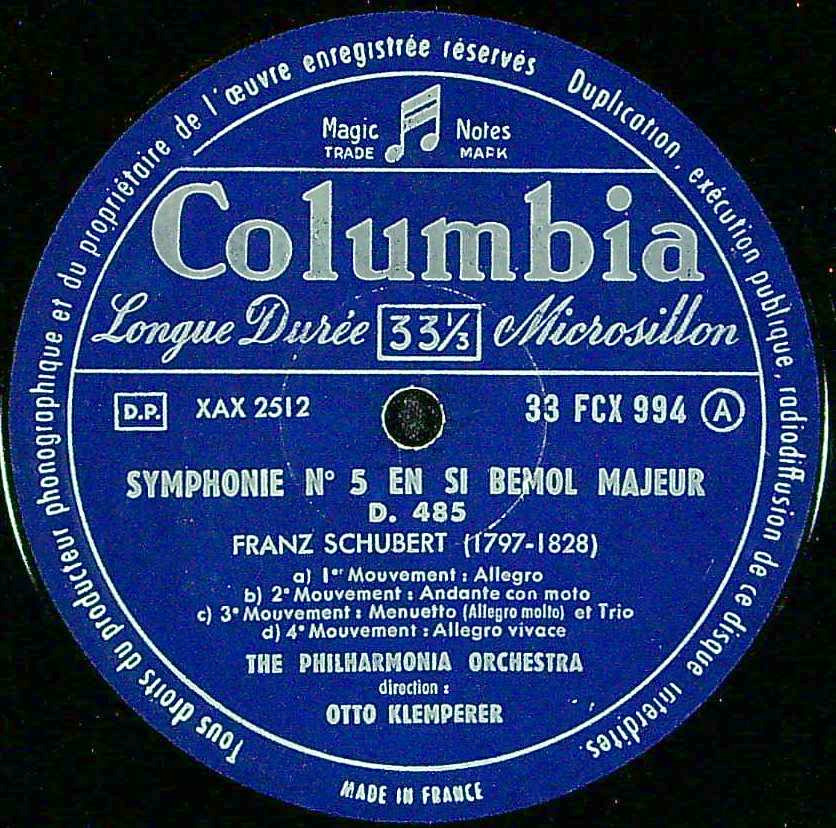 Tous droits du producteur phonographique et du propriétaire de l'œuvre enregistrée réservés Duplication, exécution publique, radiodiffusion de ce disque interdites.
Magic Notes
TRADE MARK
Columbia
Longue Durée 33⅓ Microsillon
D.P. XAX 2512 33 FCX 994 A
SYMPHONIE N° 5 EN SI BEMOL MAJEUR
D. 485
FRANZ SCHUBERT (1797-1828)
a) 1er Mouvement : Allegro
b) 2e Mouvement : Andante con moto
c) 3e Mouvement : Menuetto (Allegro molto) et Trio
d) 4e Mouvement : Allegro vivace
THE PHILHARMONIA ORCHESTRA
direction :
OTTO KLEMPERER
MADE IN FRANCE